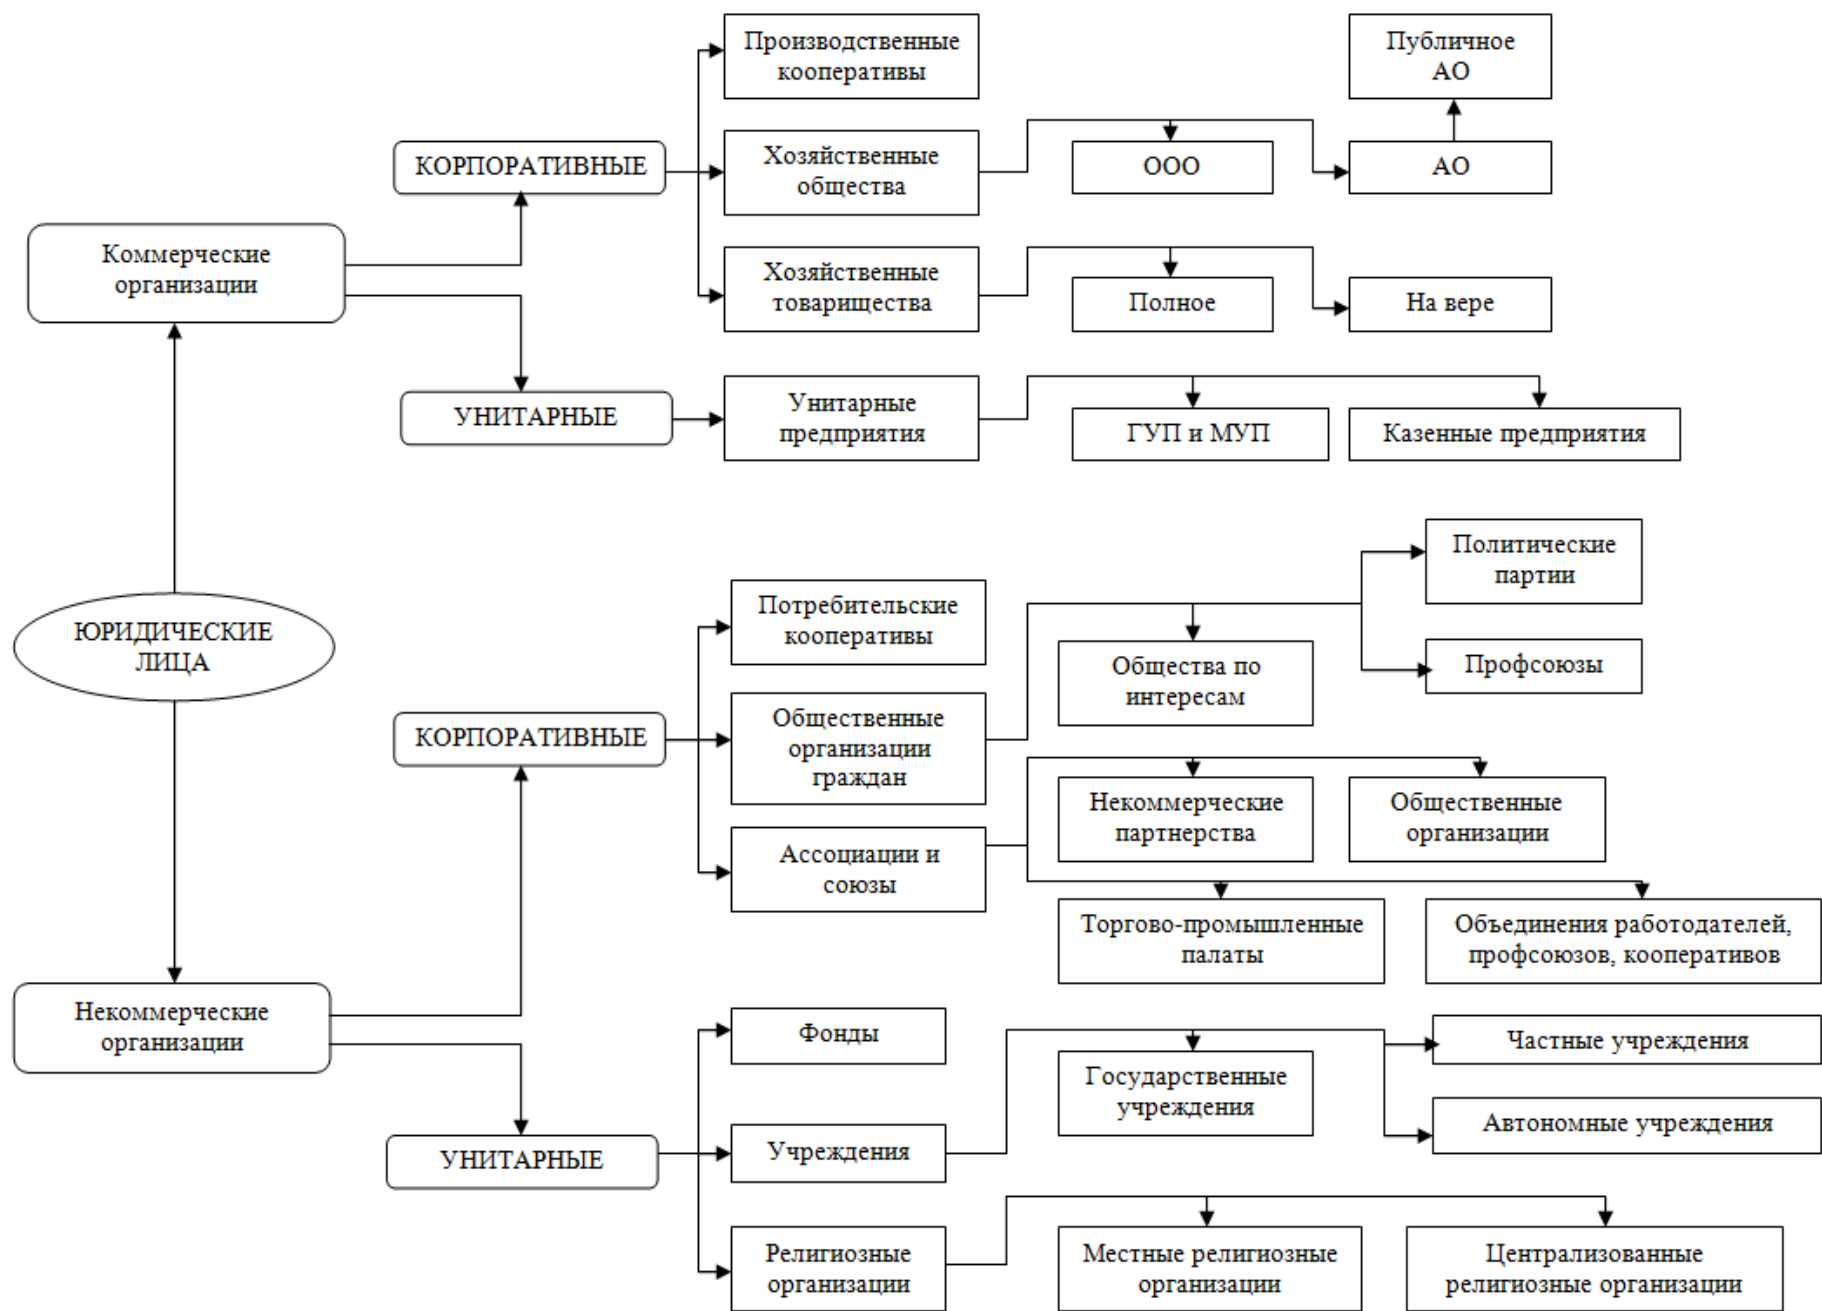 Производственные
кооперативы
Публичное
АО
КОРПОРАТИВНЫЕ
Хозяйственные
общества
ООО
АО
Коммерческие
организации
Хозяйственные
товарищества
Полное
На вере
УНИТАРНЫЕ
Унитарные
предприятия
ГУП и МУП
Казенные предприятия
ЮРИДИЧЕСКИЕ
ЛИЦА
Политические
партии
Потребительские
кооперативы
Общества по
интересам
Профсоюзы
КОРПОРАТИВНЫЕ
Общественные
организации
граждан
Некоммерческие
партнерства
Общественные
организации
Ассоциации и
союзы
Торгово-промышленные
палаты
Объединения работодателей,
профсоюзов, кооперативов
Некоммерческие
организации
Фонды
Частные учреждения
Государственные
учреждения
Автономные учреждения
УНИТАРНЫЕ
Учреждения
Религиозные
организации
Местные религиозные
организации
Централизованные
религиозные организации